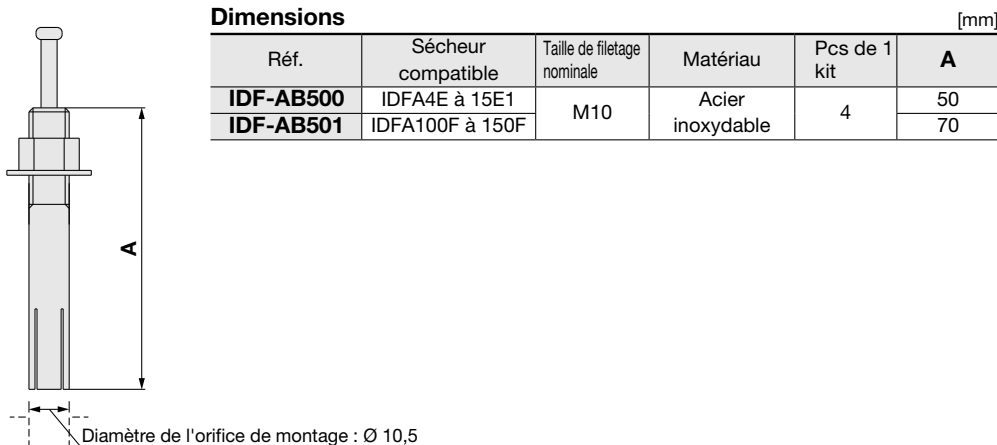 Dimensions [mm]
Réf. Sécheur compatible Taille de filetage nominale Matériau Pcs de 1 kit A
IDF-AB500 IDFA4E à 15E1 M10 Acier inoxydable 4 50
IDF-AB501 IDFA100F à 150F 70
A
Diamètre de l'orifice de montage : Ø 10,5